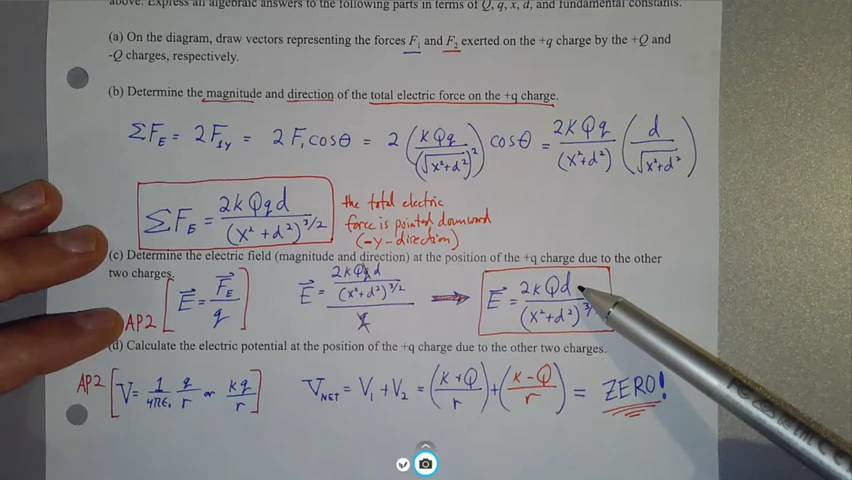 above. Express all algebraic answers to the following parts in terms of Q, q, x, d, and fundamental constants.
(a) On the diagram, draw vectors representing the forces F₁ and F₂ exerted on the +q charge by the +Q and
-Q charges, respectively.
(b) Determine the magnitude and direction of the total electric force on the +q charge.
ΣF_E = 2F_1y = 2F₁cosθ = 2(kQq/(√x²+d²)²) cosθ = 2kQq/(x²+d²) (d/√x²+d²)
ΣF_E = 2kQqd/(x²+d²)^3/2
the total electric
force is pointed downward
(-y-direction)
(c) Determine the electric field (magnitude and direction) at the position of the +q charge due to the other
two charges.
AP2 [E⃗ = F⃗_E/q] E⃗ = (2kQqd/(x²+d²)^3/2)/q → E⃗ = 2kQd/(x²+d²)^3/
(d) Calculate the electric potential at the position of the +q charge due to the other two charges.
AP2 [V = 1/4πε₀ q/r or kq/r] V_NET = V₁ + V₂ = (k+Q/r)+(k-Q/r) = ZERO!